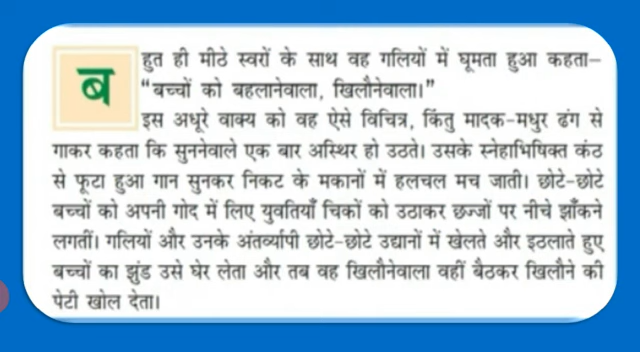 बहुत ही मीठे स्वरों के साथ वह गलियों में घूमता हुआ कहता–
“बच्चों को बहलानेवाला, खिलौनेवाला।”
इस अधूरे वाक्य को वह ऐसे विचित्र, किंतु मादक-मधुर ढंग से
गाकर कहता कि सुननेवाले एक बार अस्थिर हो उठते। उसके स्नेहाभिषिक्त कंठ
से फूटा हुआ गान सुनकर निकट के मकानों में हलचल मच जाती। छोटे-छोटे
बच्चों को अपनी गोद में लिए युवतियाँ चिकों को उठाकर छज्जों पर नीचे झाँकने
लगतीं। गलियों और उनके अंतर्व्यापी छोटे-छोटे उद्यानों में खेलते और इठलाते हुए
बच्चों का झुंड उसे घेर लेता और तब वह खिलौनेवाला वहीं बैठकर खिलौने की
पेटी खोल देता।